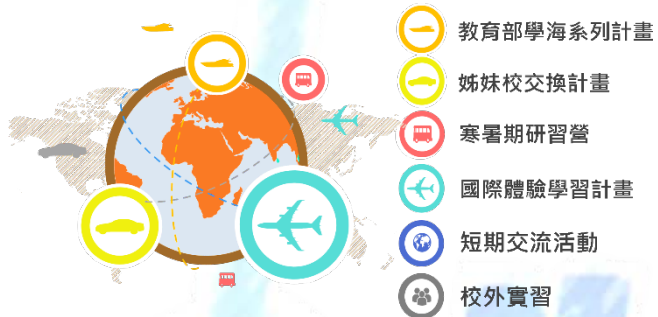 教育部學海系列計畫
姊妹校交換計畫
寒暑期研習營
國際體驗學習計畫
短期交流活動
校外實習